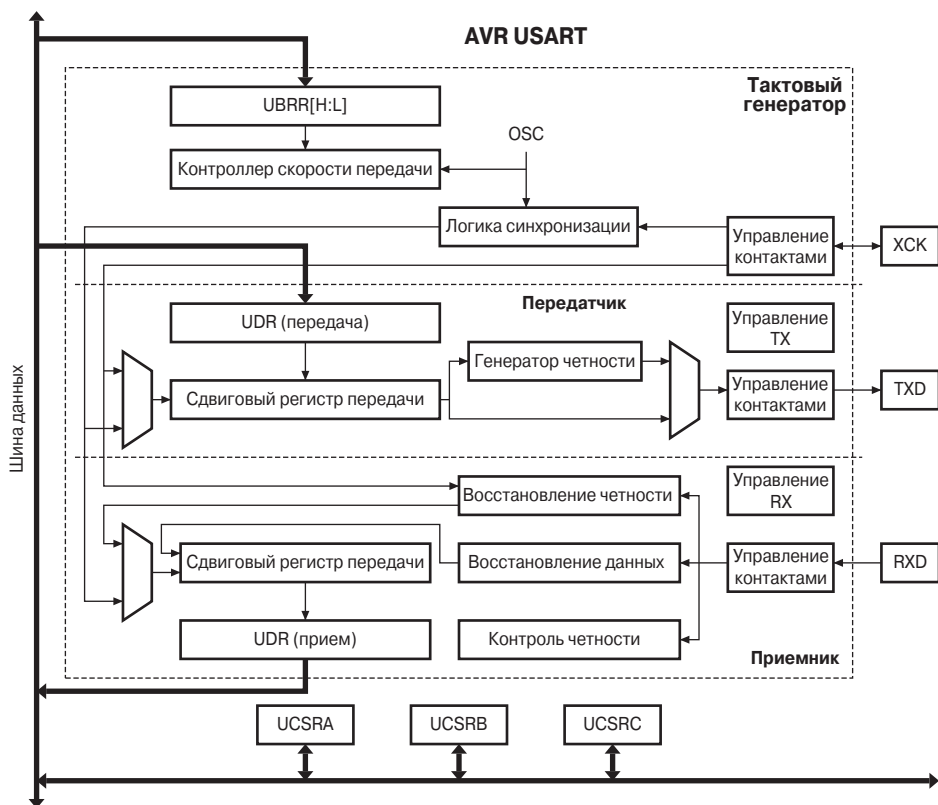 AVR USART
Тактовый
генератор
UBRR[H:L]
OSC
Контроллер скорости передачи
Логика синхронизации
Управление
контактами
XCK
Передатчик
UDR (передача)
Управление
TX
Генератор четности
Сдвиговый регистр передачи
Управление
контактами
TXD
Шина данных
Восстановление четности
Управление
RX
Сдвиговый регистр передачи
Восстановление данных
Управление
контактами
RXD
UDR (прием)
Контроль четности
Приемник
UCSRA
UCSRB
UCSRC